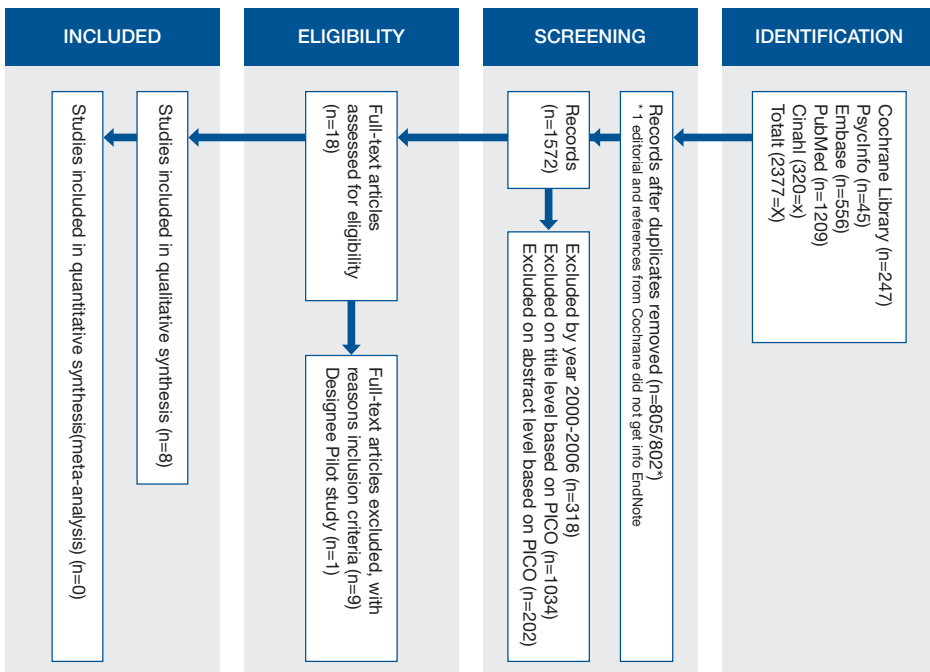 IDENTIFICATION
Cochrane Library (n=247)
PsycInfo (n=45)
Embase (n=556)
PubMed (n=1209)
Cinahl (320=x)
Totalt (2377=X)
SCREENING
Records after duplicates removed (n=805/802*)
* 1 editorial and references from Cochrane did not get info EndNote
Records
(n=1572)
Excluded by year 2000-2006 (n=318)
Excluded on title level based on PICO (n=1034)
Excluded on abstract level based on PICO (n=202)
ELIGIBILITY
Full-text articles
assessed for eligibility
(n=18)
Full-text articles excluded, with
reasons inclusion criteria (n=9)
Designee Pilot study (n=1)
INCLUDED
Studies included in qualitative synthesis (n=8)
Studies included in quantitative synthesis(meta-analysis) (n=0)